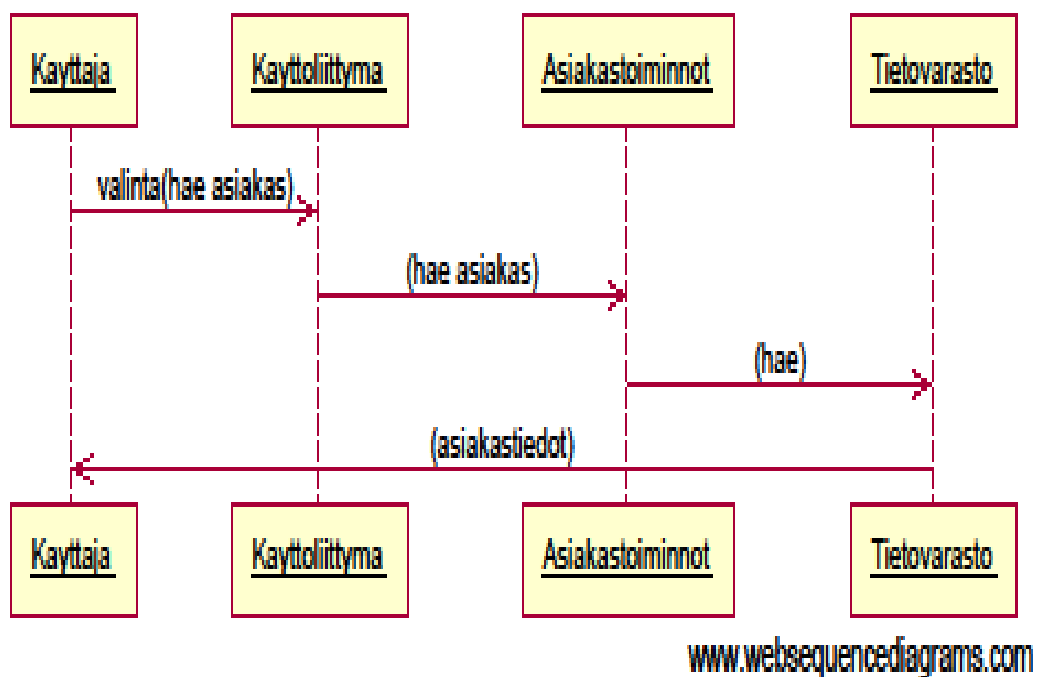 Kayttaja Kayttoliittyma Asiakastoiminnot Tietovarasto
valinta(hae asiakas)
(hae asiakas)
(hae)
(asiakastiedot)
Kayttaja Kayttoliittyma Asiakastoiminnot Tietovarasto
www.websequencediagrams.com